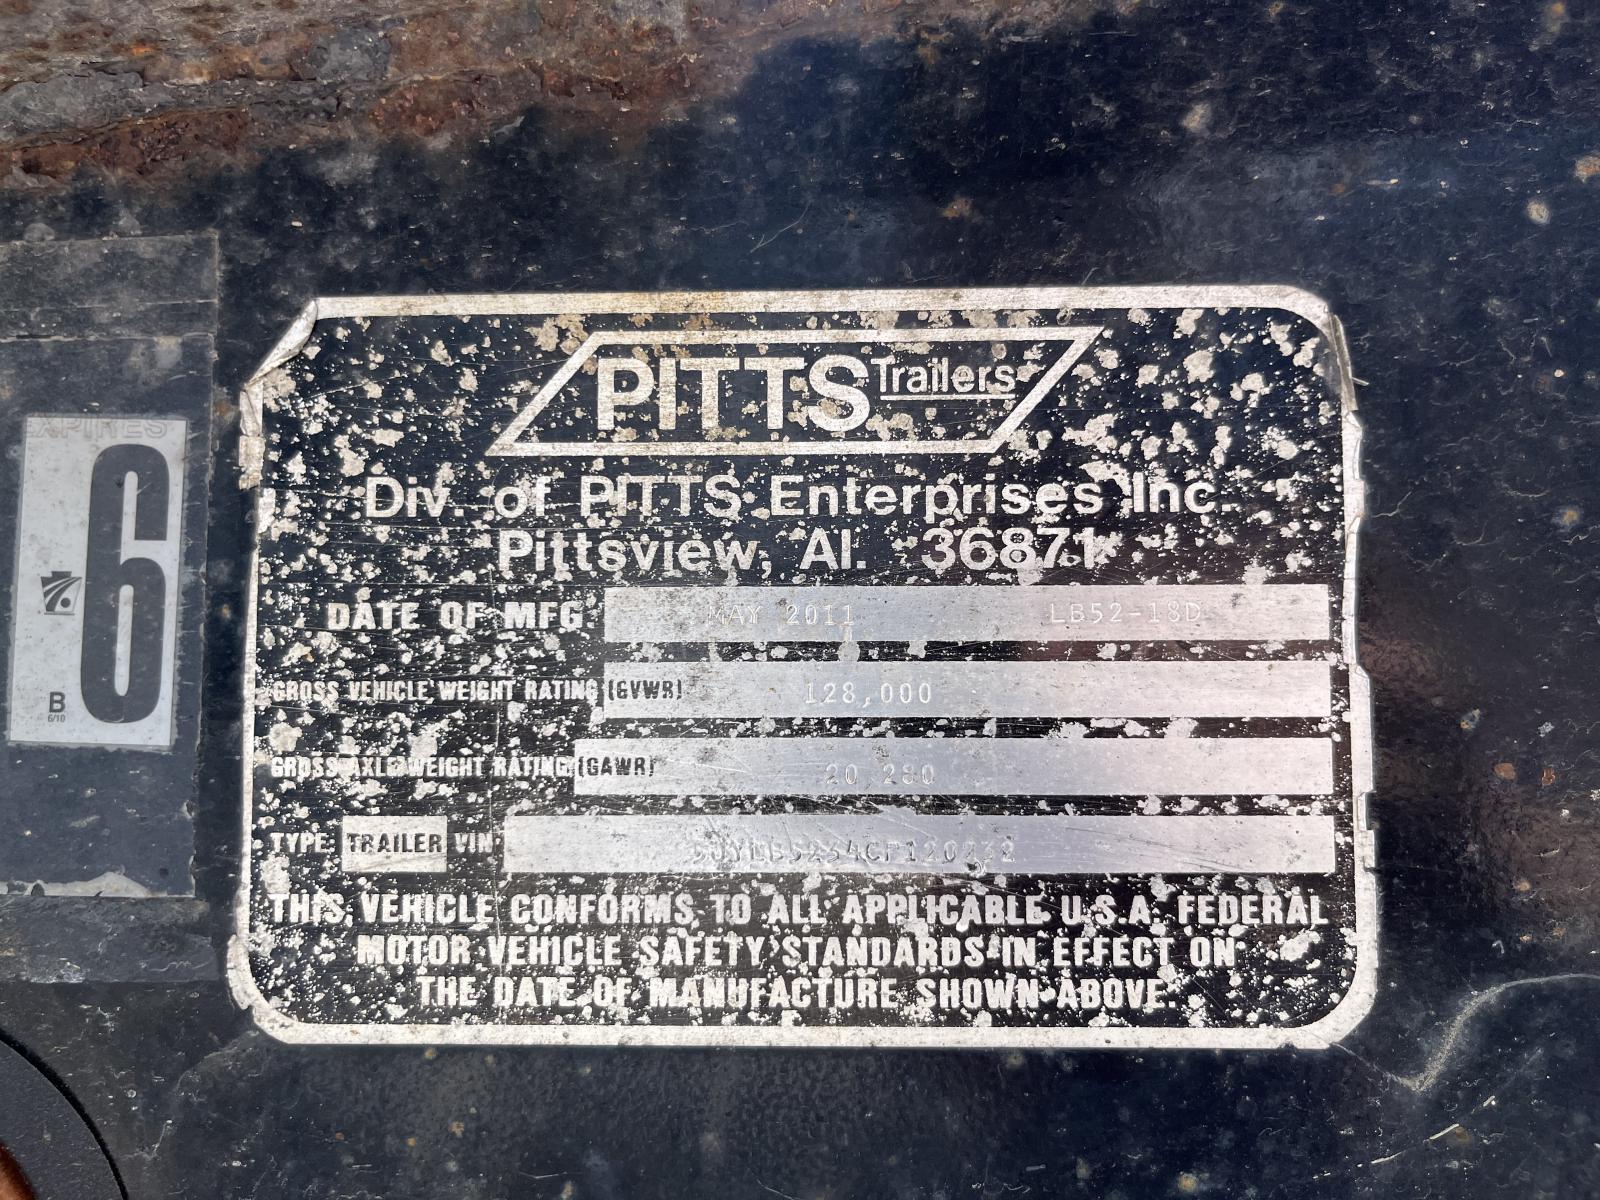 EXPIRES
6
B
6/10
PITTS Trailers
Div. of PITTS Enterprises Inc.
Pittsview, Al. 36871
DATE OF MFG. MAY 2011 LB52-18D
GROSS VEHICLE WEIGHT RATING (GVWR) 128,000
GROSS AXLE WEIGHT RATING (GAWR) 20,280
TYPE TRAILER VIN
THIS VEHICLE CONFORMS TO ALL APPLICABLE U.S.A. FEDERAL
MOTOR VEHICLE SAFETY STANDARDS IN EFFECT ON
THE DATE OF MANUFACTURE SHOWN ABOVE.